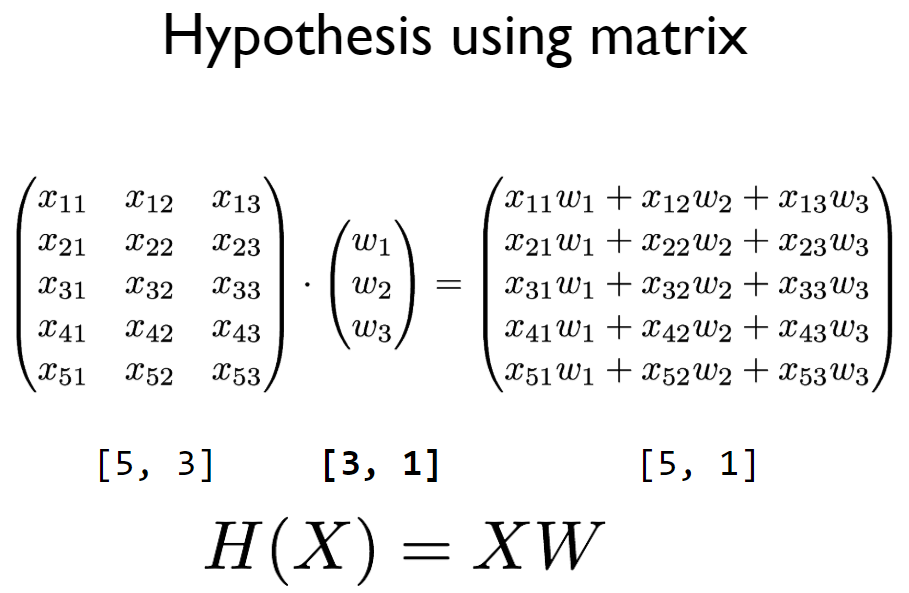 Hypothesis using matrix
x11 x12 x13
x21 x22 x23
x31 x32 x33
x41 x42 x43
x51 x52 x53
·
w1
w2
w3
=
x11w1 + x12w2 + x13w3
x21w1 + x22w2 + x23w3
x31w1 + x32w2 + x33w3
x41w1 + x42w2 + x43w3
x51w1 + x52w2 + x53w3
[5, 3] [3, 1] [5, 1]
H(X) = XW